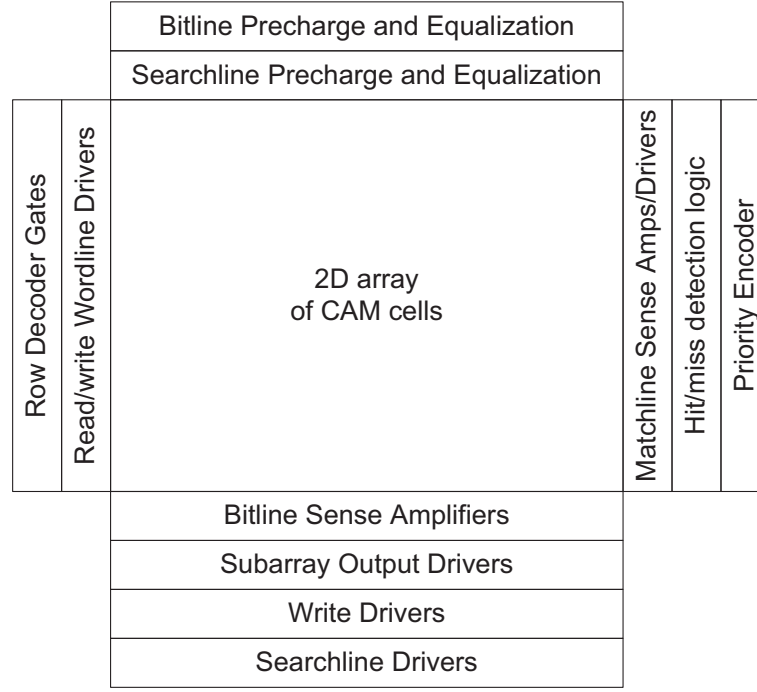 Bitline Precharge and Equalization
Searchline Precharge and Equalization
Row Decoder Gates
Read/write Wordline Drivers
2D array
of CAM cells
Matchline Sense Amps/Drivers
Hit/miss detection logic
Priority Encoder
Bitline Sense Amplifiers
Subarray Output Drivers
Write Drivers
Searchline Drivers